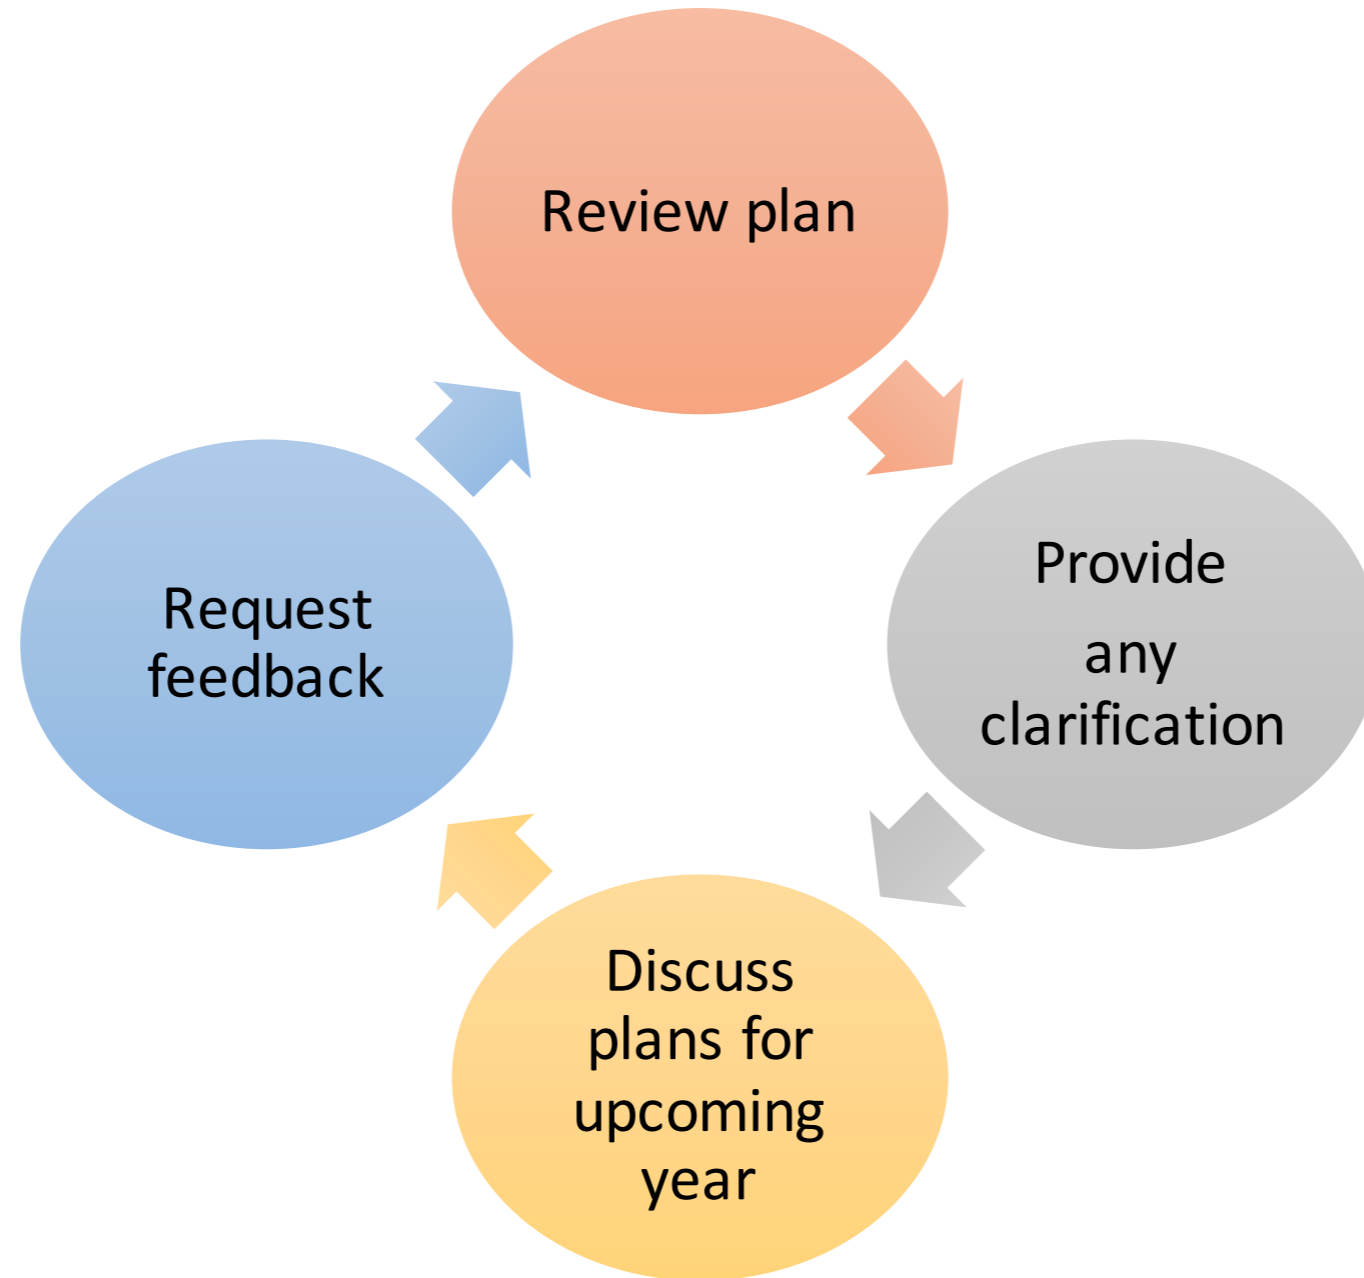 Review plan
Provide
any
clarification
Discuss
plans for
upcoming
year
Request
feedback